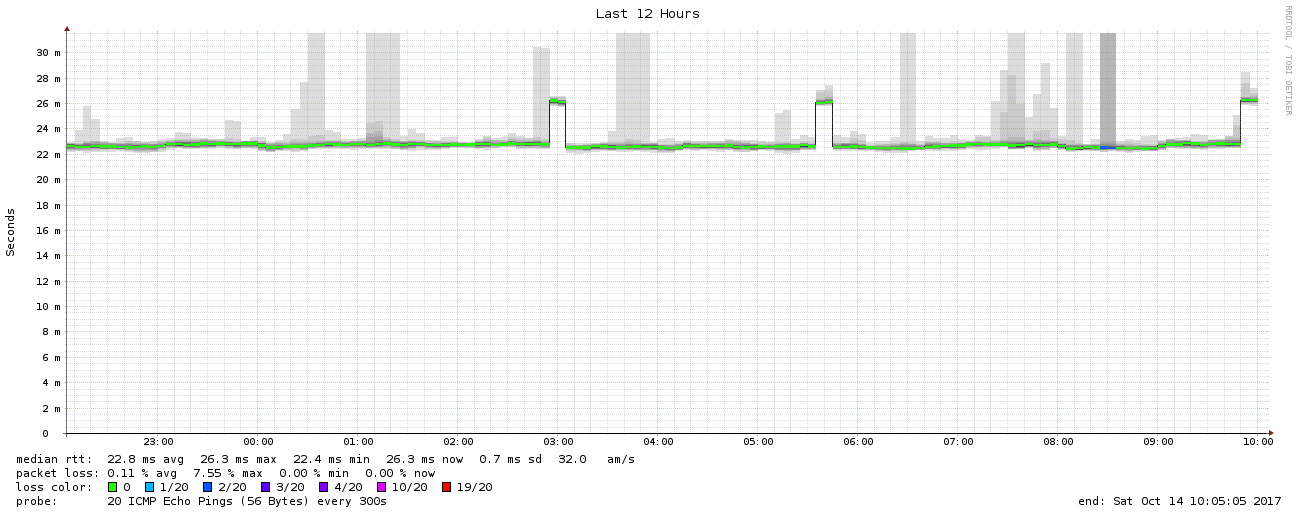 Last 12 Hours
RRDTOOL / TOBI OETIKER
30 m
28 m
26 m
24 m
22 m
20 m
18 m
16 m
14 m
12 m
10 m
8 m
6 m
4 m
2 m
0
Seconds
23:00 00:00 01:00 02:00 03:00 04:00 05:00 06:00 07:00 08:00 09:00 10:00
median rtt: 22.8 ms avg 26.3 ms max 22.4 ms min 26.3 ms now 0.7 ms sd 32.0 am/s
packet loss: 0.11 % avg 7.55 % max 0.00 % min 0.00 % now
loss color: 0 1/20 2/20 3/20 4/20 10/20 19/20
probe: 20 ICMP Echo Pings (56 Bytes) every 300s end: Sat Oct 14 10:05:05 2017